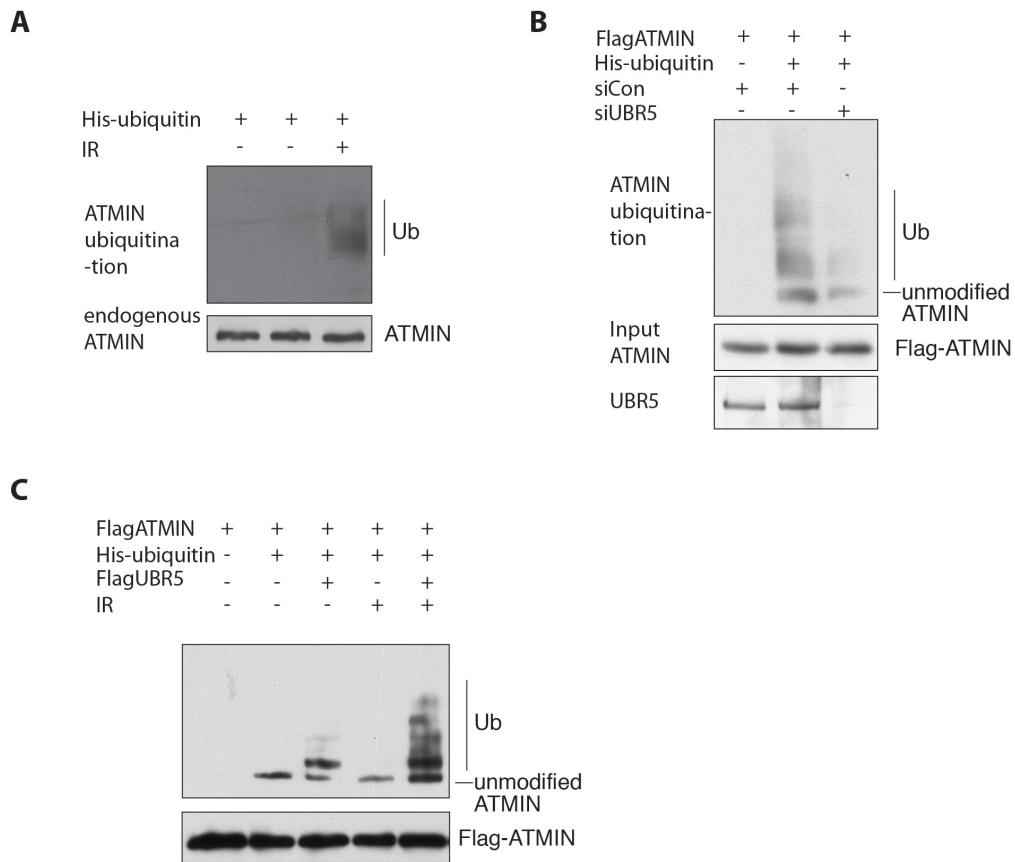 A
His-ubiquitin + + +
IR - - +
ATMIN
ubiquitina
-tion
Ub
endogenous
ATMIN
ATMIN
B
FlagATMIN + + +
His-ubiquitin - + +
siCon + + -
siUBR5 - - +
ATMIN
ubiquitina-
tion
Ub
unmodified
ATMIN
Input
ATMIN
Flag-ATMIN
UBR5
C
FlagATMIN + + + + +
His-ubiquitin - + + + +
FlagUBR5 - - + - +
IR - - - + +
Ub
unmodified
ATMIN
Flag-ATMIN